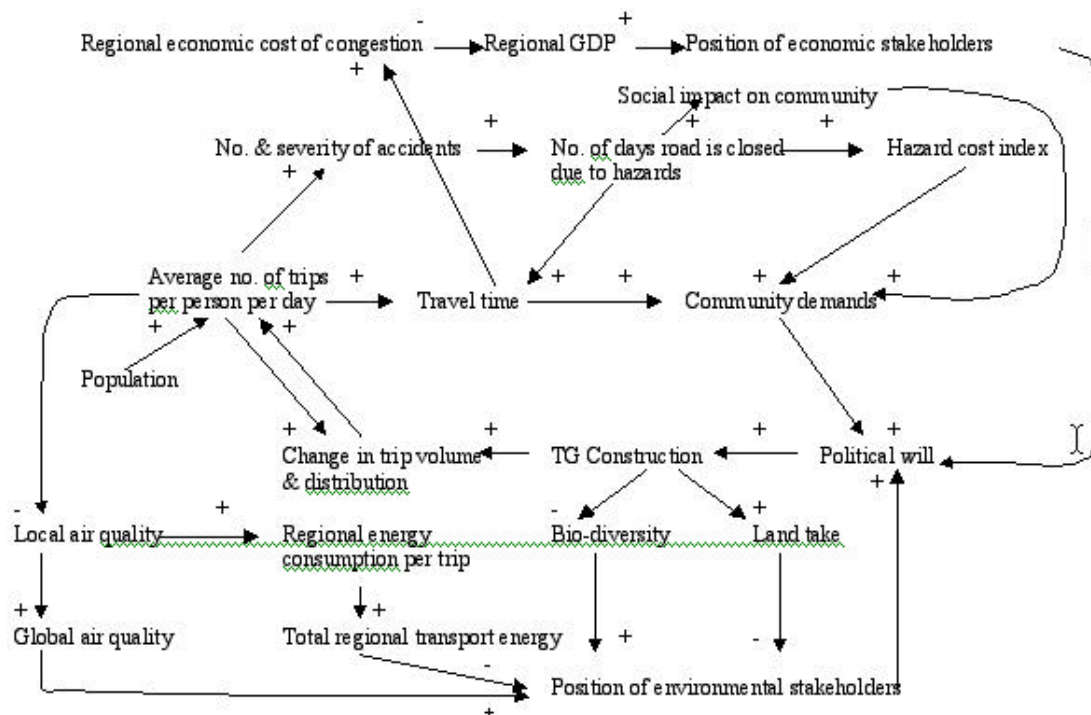 -
+
Regional economic cost of congestion
Regional GDP
Position of economic stakeholders
+
Social impact on community
+
+
+
No. & severity of accidents
No. of days road is closed
due to hazards
Hazard cost index
+
Average no. of trips
per person per day
+
Travel time
+
+
+
Community demands
+
+
+
Population
+
Change in trip volume
& distribution
+
TG Construction
+
Political will
+
+
-
Local air quality
+
Regional energy
consumption per trip
-
Bio-diversity
+
Land take
+
Global air quality
+
Total regional transport energy
+
-
-
Position of environmental stakeholders
+